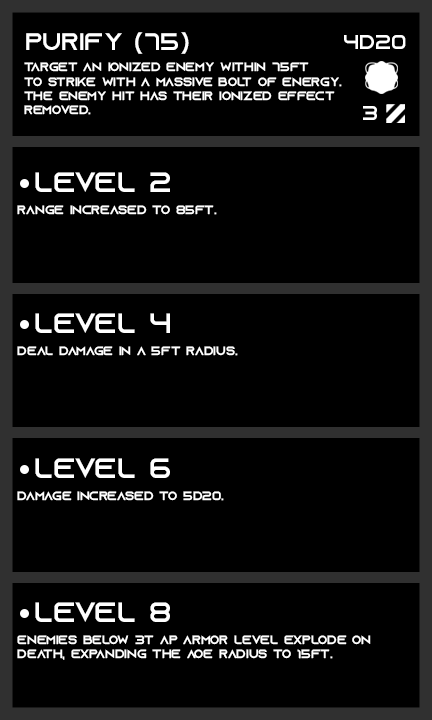 PURIFY (75)
4D20
TARGET AN IONIZED ENEMY WITHIN 75FT
TO STRIKE WITH A MASSIVE BOLT OF ENERGY.
THE ENEMY HIT HAS THEIR IONIZED EFFECT
REMOVED.
3
•LEVEL 2
RANGE INCREASED TO 85FT.
•LEVEL 4
DEAL DAMAGE IN A 5FT RADIUS.
•LEVEL 6
DAMAGE INCREASED TO 5D20.
•LEVEL 8
ENEMIES BELOW 3T AP ARMOR LEVEL EXPLODE ON
DEATH, EXPANDING THE AOE RADIUS TO 15FT.